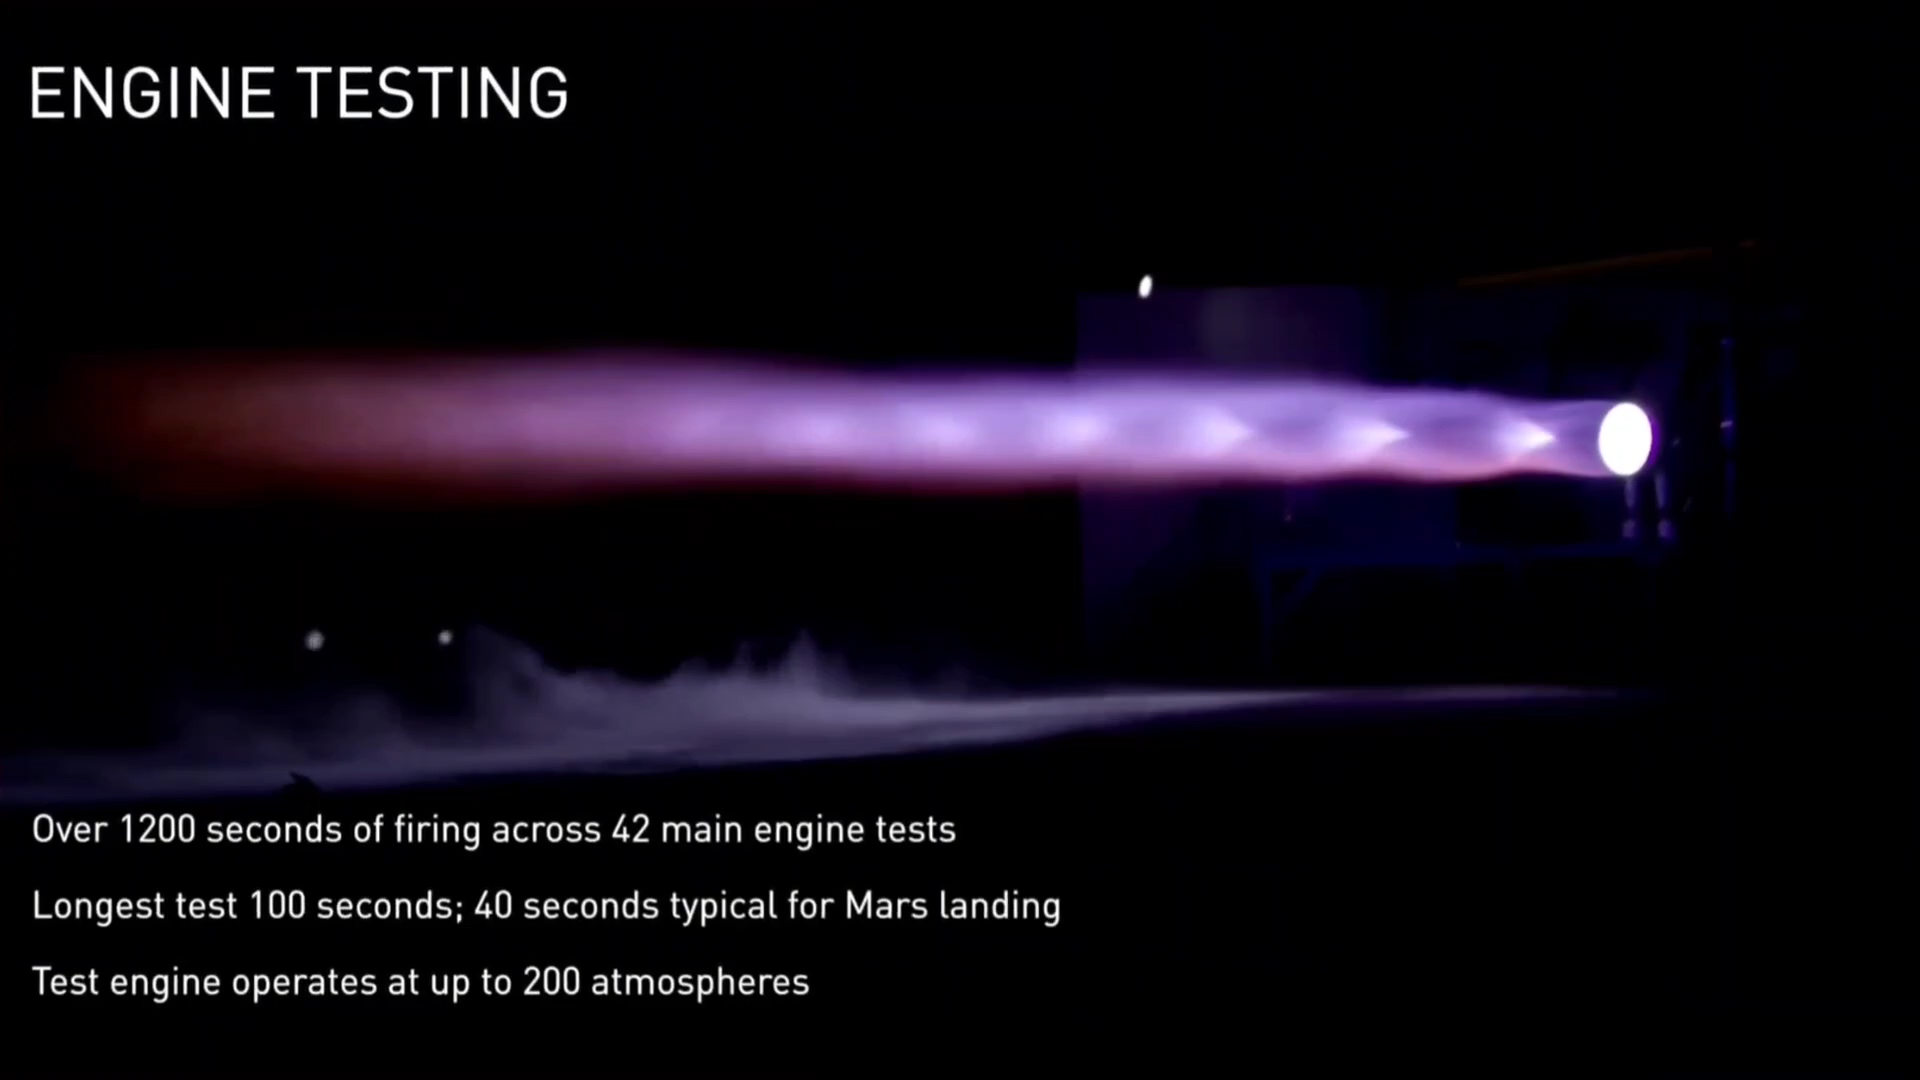 ENGINE TESTING
Over 1200 seconds of firing across 42 main engine tests
Longest test 100 seconds; 40 seconds typical for Mars landing
Test engine operates at up to 200 atmospheres